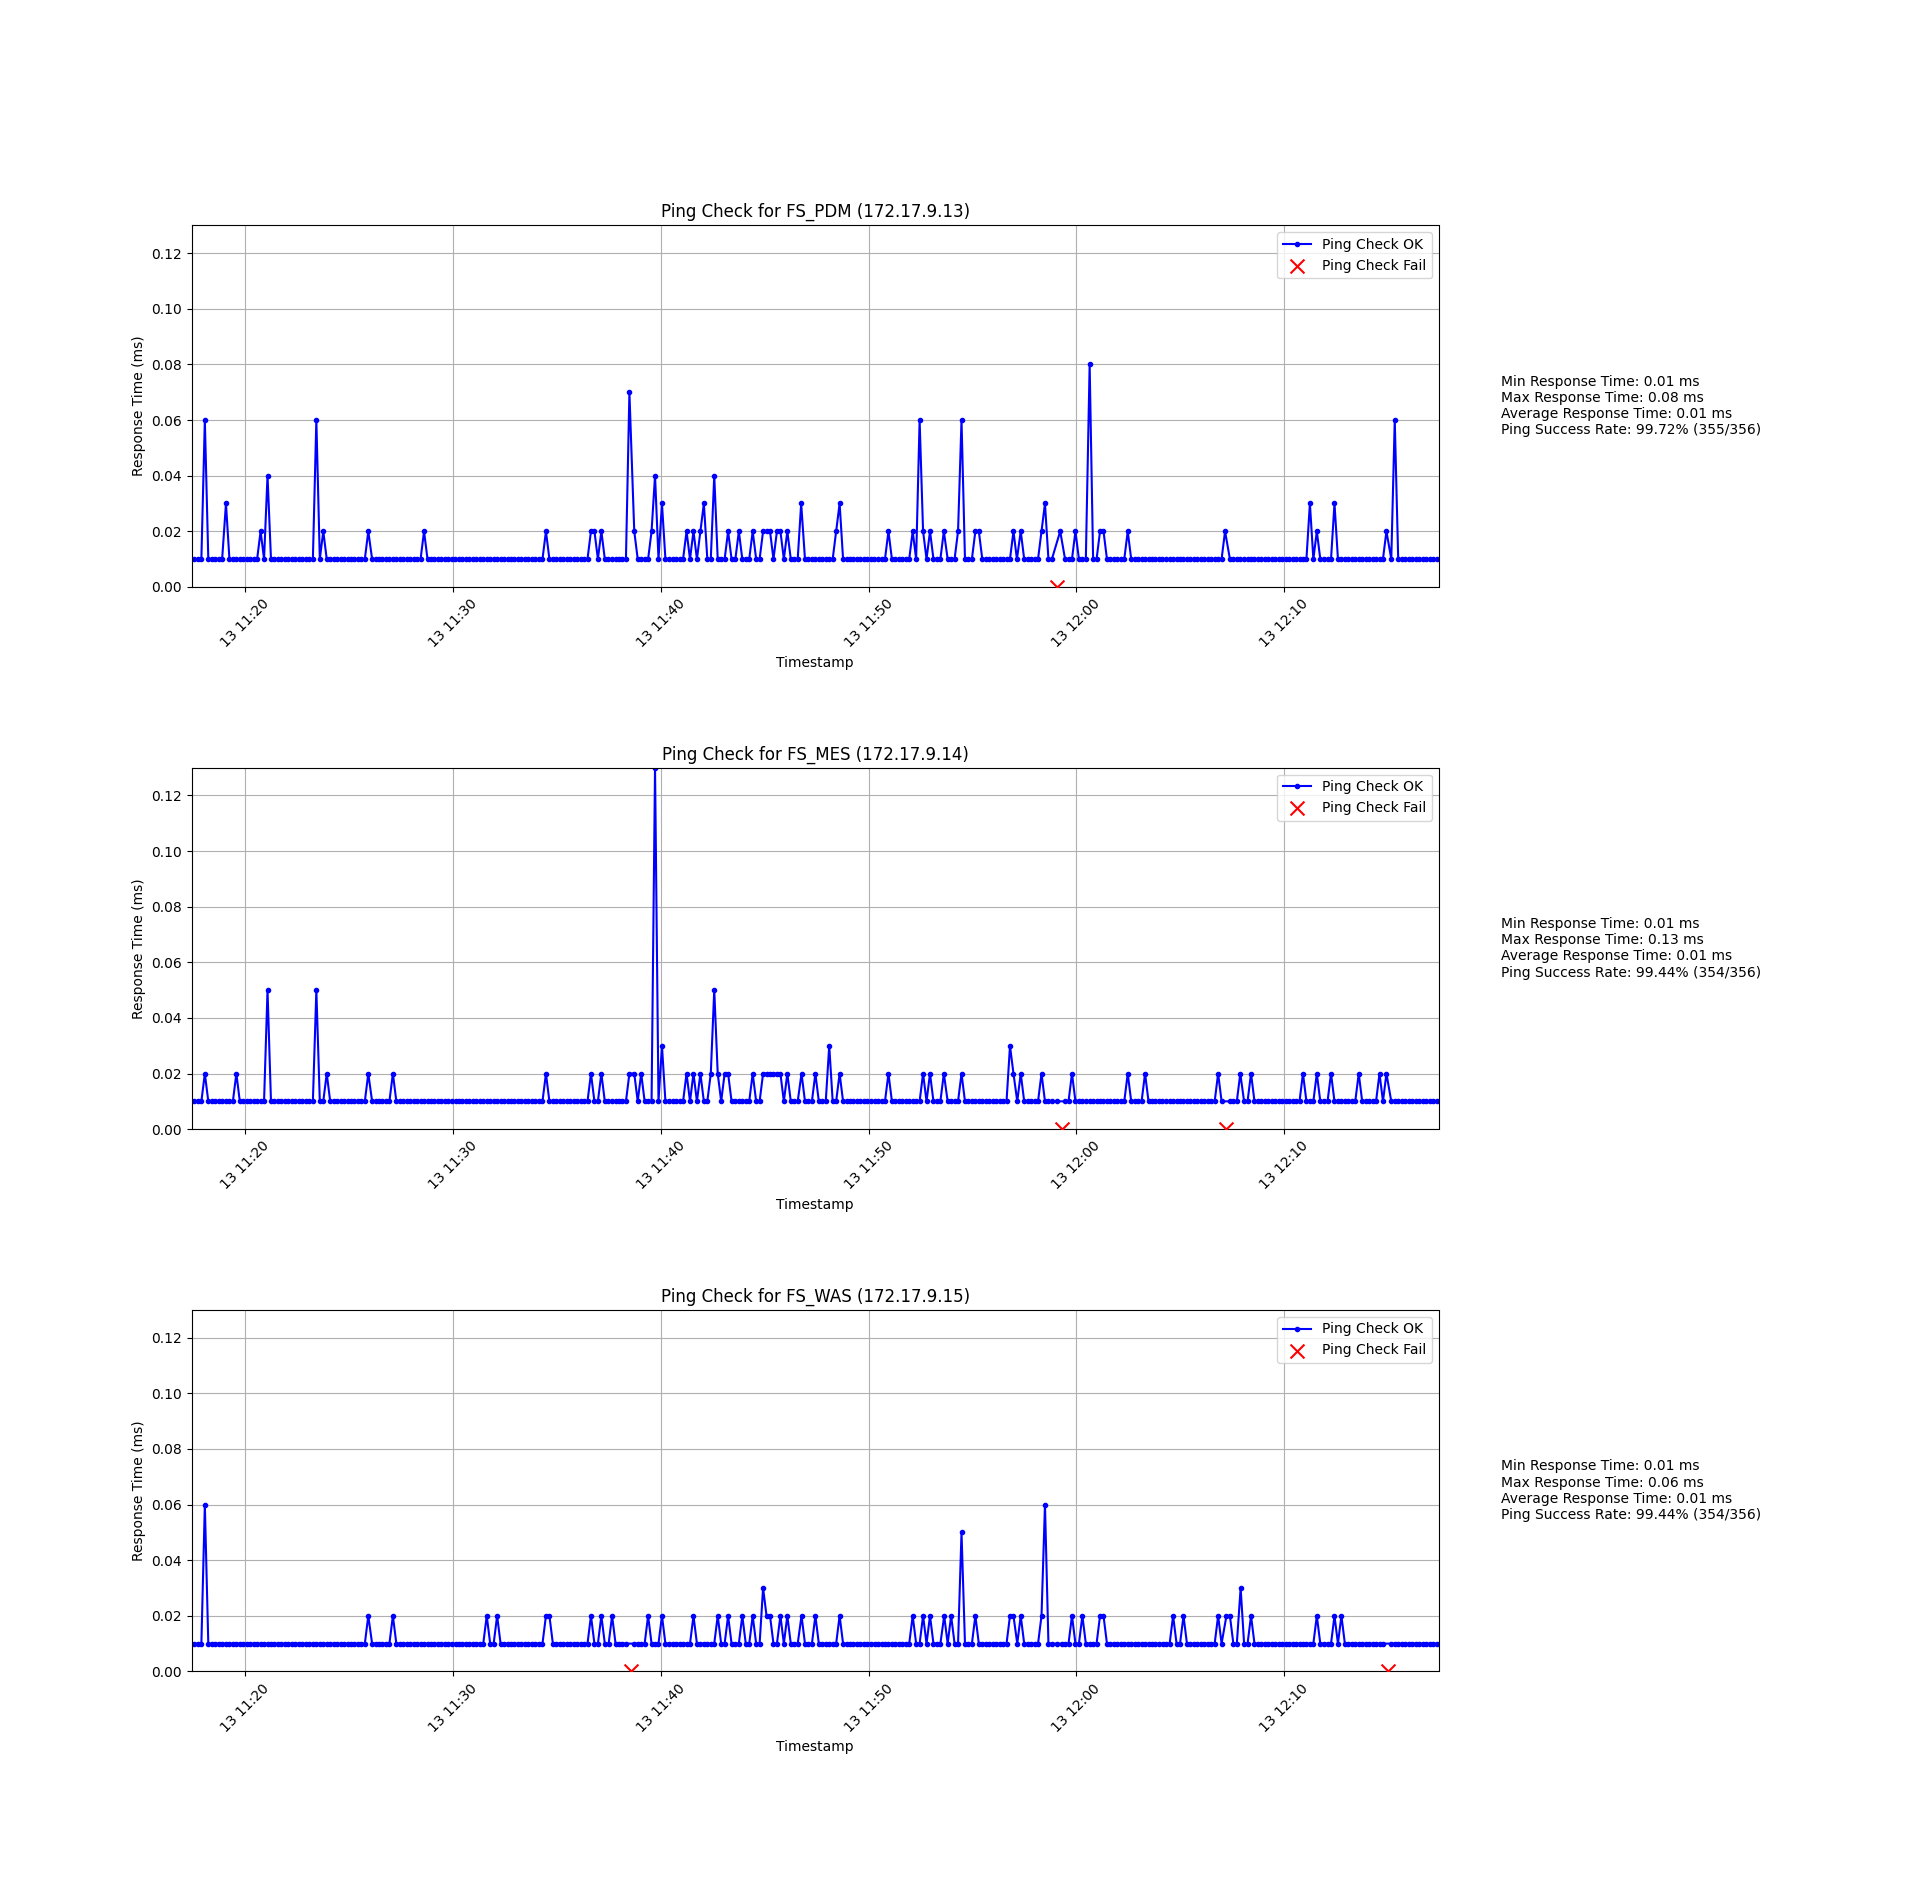 Ping Check for FS_PDM (172.17.9.13)
Response Time (ms)
0.12
0.10
0.08
0.06
0.04
0.02
0.00
Ping Check OK
Ping Check Fail
13 11:20
13 11:30
13 11:40
13 11:50
13 12:00
13 12:10
Timestamp
Min Response Time: 0.01 ms
Max Response Time: 0.08 ms
Average Response Time: 0.01 ms
Ping Success Rate: 99.72% (355/356)
Ping Check for FS_MES (172.17.9.14)
Response Time (ms)
0.12
0.10
0.08
0.06
0.04
0.02
0.00
Ping Check OK
Ping Check Fail
13 11:20
13 11:30
13 11:40
13 11:50
13 12:00
13 12:10
Timestamp
Min Response Time: 0.01 ms
Max Response Time: 0.13 ms
Average Response Time: 0.01 ms
Ping Success Rate: 99.44% (354/356)
Ping Check for FS_WAS (172.17.9.15)
Response Time (ms)
0.12
0.10
0.08
0.06
0.04
0.02
0.00
Ping Check OK
Ping Check Fail
13 11:20
13 11:30
13 11:40
13 11:50
13 12:00
13 12:10
Timestamp
Min Response Time: 0.01 ms
Max Response Time: 0.06 ms
Average Response Time: 0.01 ms
Ping Success Rate: 99.44% (354/356)